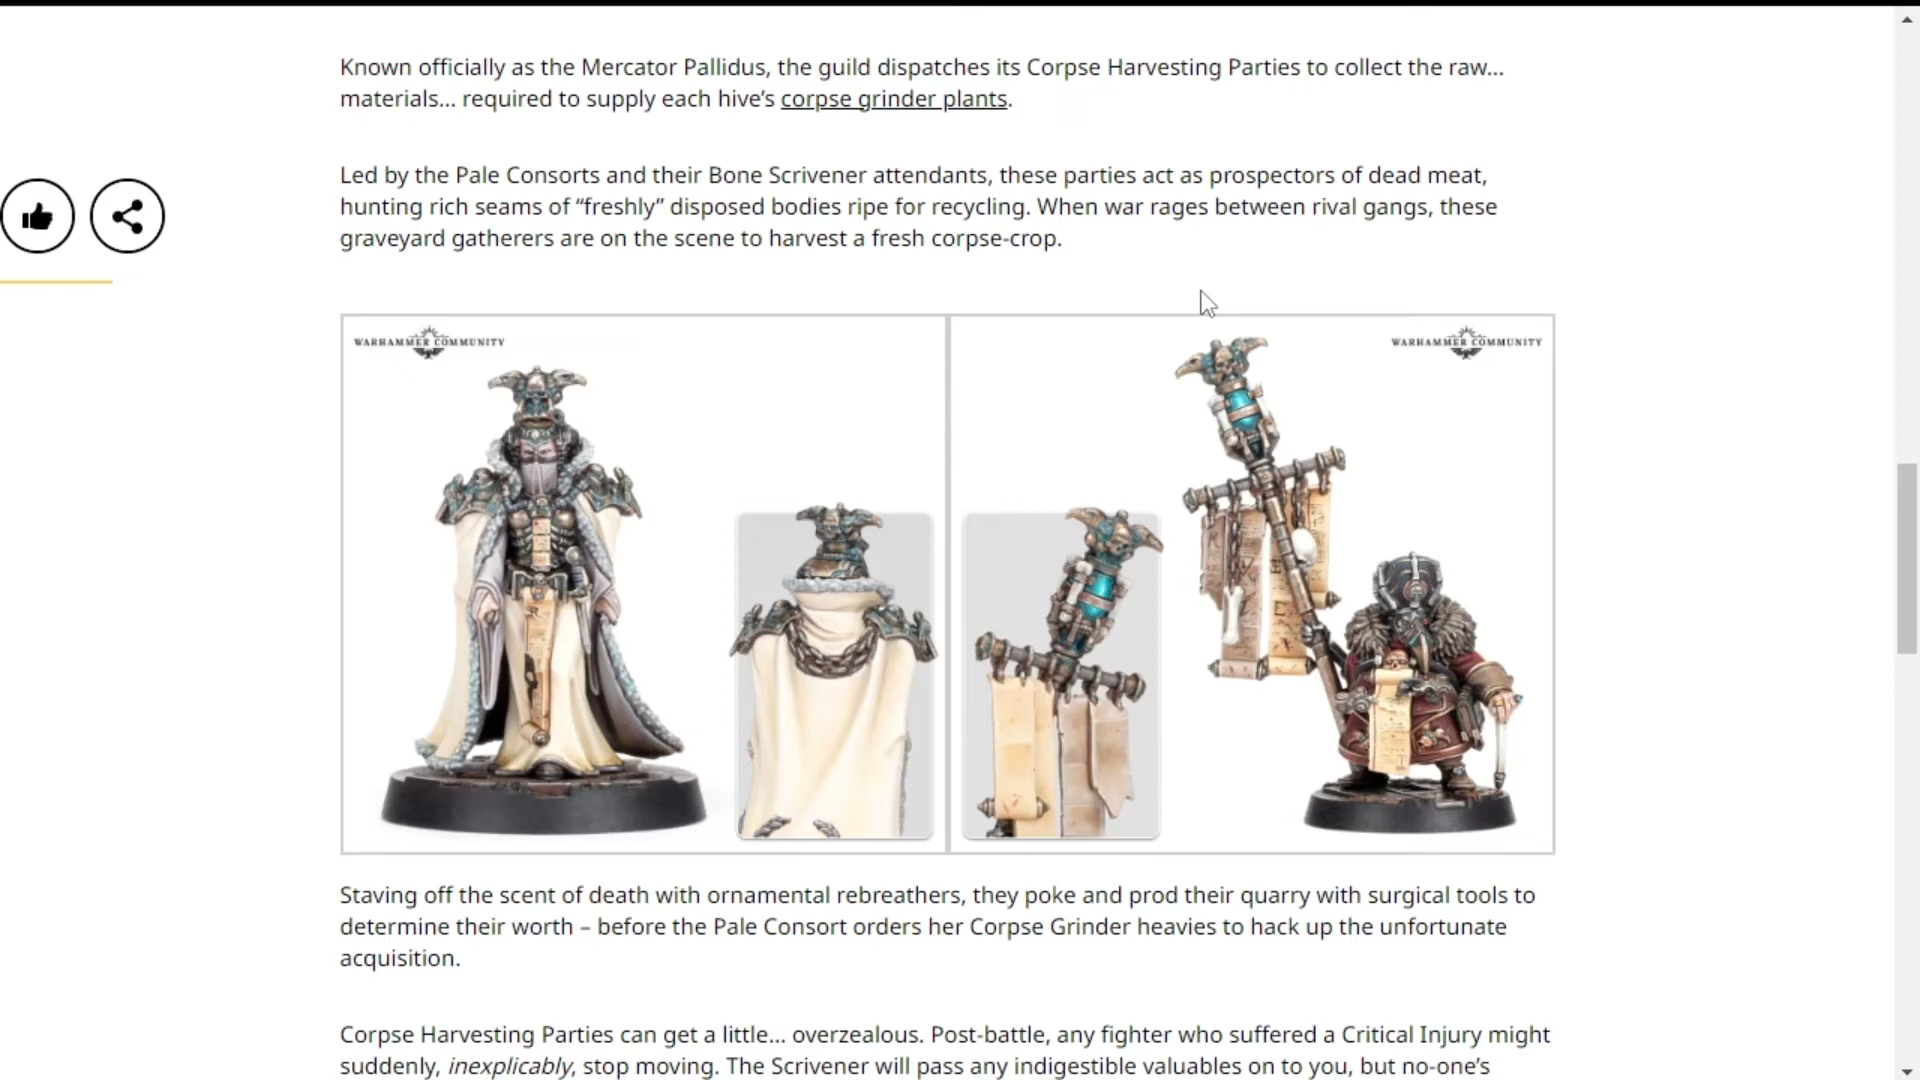 Known officially as the Mercator Pallidus, the guild dispatches its Corpse Harvesting Parties to collect the raw…
materials… required to supply each hive’s corpse grinder plants.
Led by the Pale Consorts and their Bone Scrivener attendants, these parties act as prospectors of dead meat,
hunting rich seams of “freshly” disposed bodies ripe for recycling. When war rages between rival gangs, these
graveyard gatherers are on the scene to harvest a fresh corpse-crop.
WARHAMMER COMMUNITY
WARHAMMER COMMUNITY
Staving off the scent of death with ornamental rebreathers, they poke and prod their quarry with surgical tools to
determine their worth – before the Pale Consort orders her Corpse Grinder heavies to hack up the unfortunate
acquisition.
Corpse Harvesting Parties can get a little… overzealous. Post-battle, any fighter who suffered a Critical Injury might
suddenly, inexplicably, stop moving. The Scrivener will pass any indigestible valuables on to you, but no-one’s